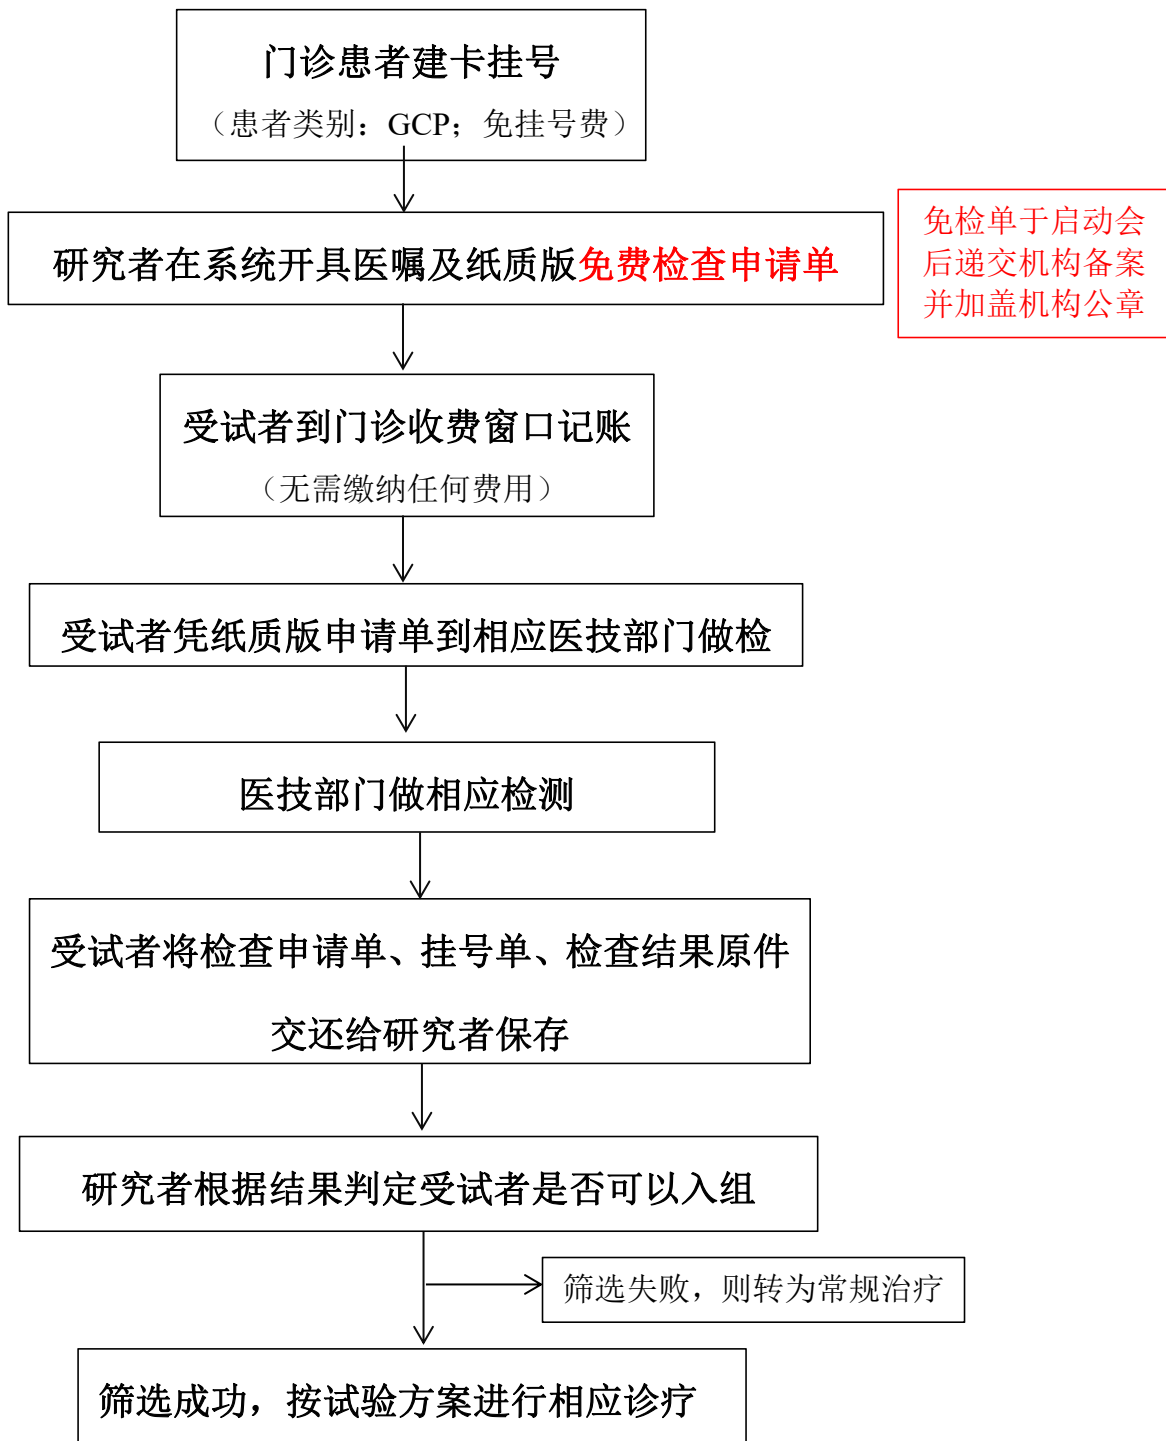 门诊患者建卡挂号
（患者类别：GCP；免挂号费）
研究者在系统开具医嘱及纸质版免费检查申请单
免检单于启动会
后递交机构备案
并加盖机构公章
受试者到门诊收费窗口记账
（无需缴纳任何费用）
受试者凭纸质版申请单到相应医技部门做检
医技部门做相应检测
受试者将检查申请单、挂号单、检查结果原件
交还给研究者保存
研究者根据结果判定受试者是否可以入组
筛选失败，则转为常规治疗
筛选成功，按试验方案进行相应诊疗